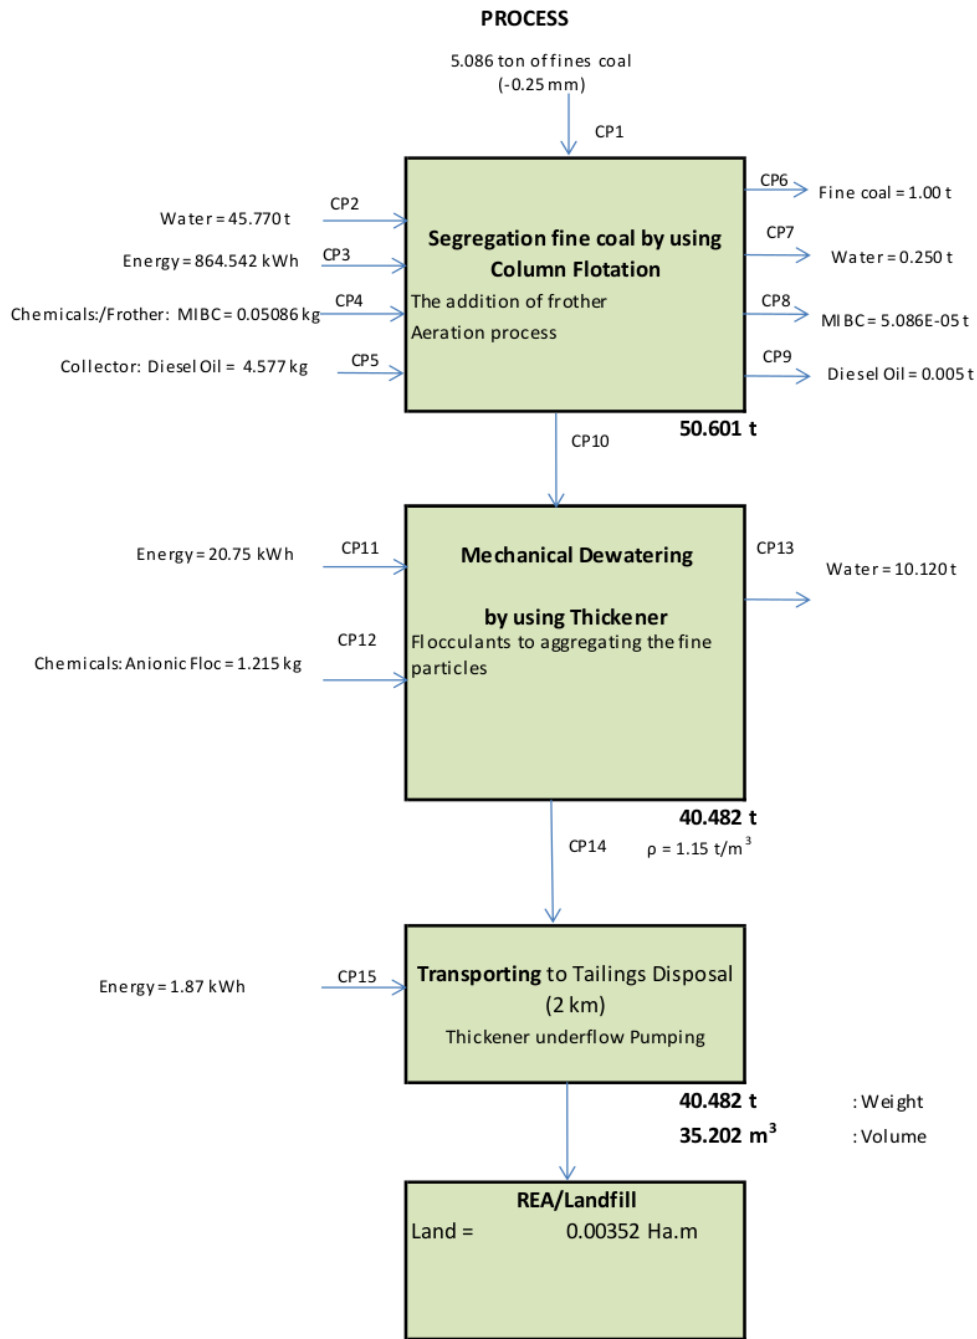 PROCESS
5.086 ton of fines coal
(-0.25 mm)
CP1
CP6
Fine coal = 1.00 t
CP2
Water = 45.770 t
CP7
Water = 0.250 t
Segregation fine coal by using
Column Flotation
CP3
Energy = 864.542 kWh
The addition of frother
Aeration process
CP4
Chemicals:/Frother: MIBC = 0.05086 kg
CP8
MIBC = 5.086E-05 t
CP5
Collector: Diesel Oil = 4.577 kg
CP9
Diesel Oil = 0.005 t
50.601 t
CP10
CP11
Energy = 20.75 kWh
Mechanical Dewatering
by using Thickener
CP13
Water = 10.120 t
Flocculants to aggregating the fine
particles
CP12
Chemicals: Anionic Floc = 1.215 kg
40.482 t
CP14
ρ = 1.15 t/m³
CP15
Energy = 1.87 kWh
Transporting to Tailings Disposal
(2 km)
Thickener underflow Pumping
40.482 t : Weight
35.202 m³ : Volume
REA/Landfill
Land = 0.00352 Ha.m